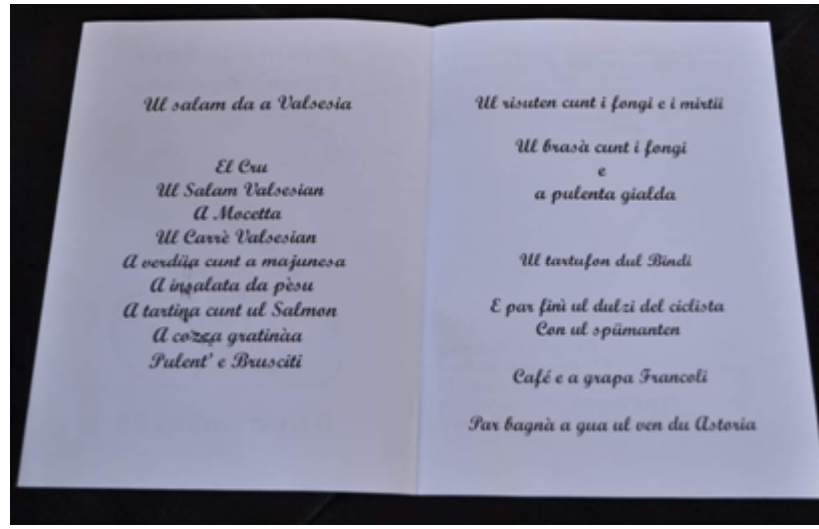 Ul salam da a Valsesia
El Cru
Ul Salam Valsesian
A Mocetta
Ul Carrè Valsesian
A verdüa cunt a majunesa
A insalata da pèsu
A tartina cunt ul Salmon
A cozza gratinàa
Pulent' e Brusciti
Ul risuten cunt i fongi e i mirtii
Ul brasà cunt i fongi
e
a pulenta gialda
Ul tartufon dul Bindi
E par finì ul dulzi del ciclista
Con ul spümanten
Café e a grapa Francoli
Par bagnà a gua ul ven du Astoria